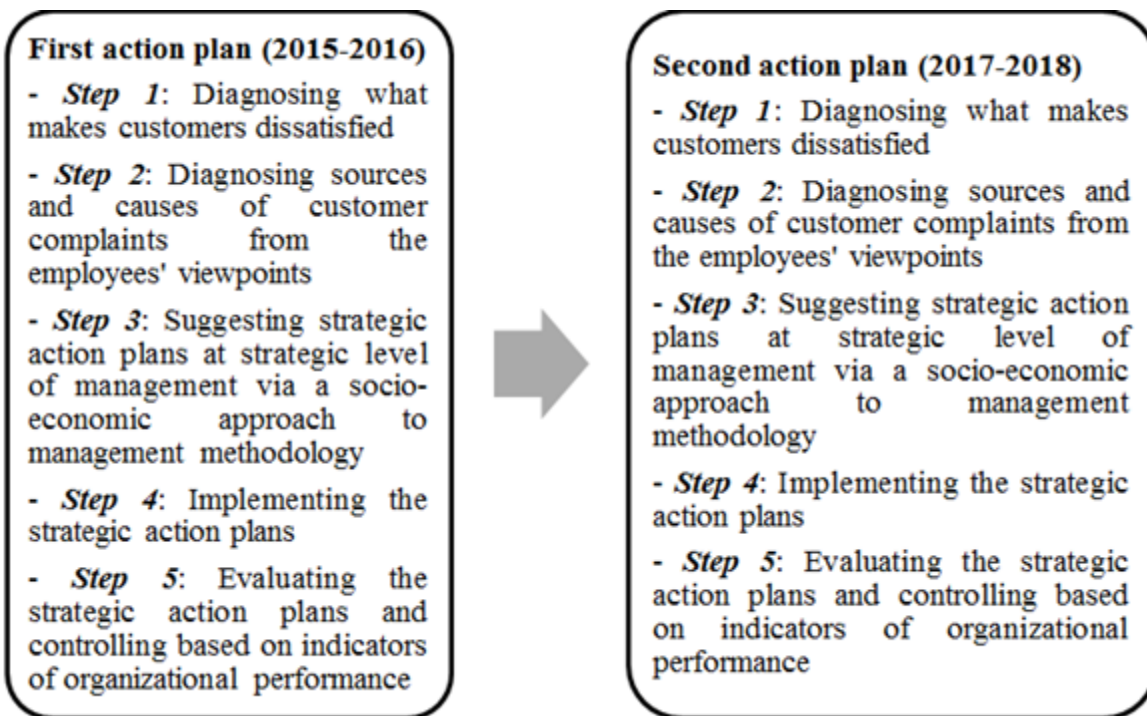 First action plan (2015-2016)
- Step 1: Diagnosing what
makes customers dissatisfied
- Step 2: Diagnosing sources
and causes of customer
complaints from the
employees' viewpoints
- Step 3: Suggesting strategic
action plans at strategic level
of management via a socio-
economic approach to
management methodology
- Step 4: Implementing the
strategic action plans
- Step 5: Evaluating the
strategic action plans and
controlling based on indicators
of organizational performance
Second action plan (2017-2018)
- Step 1: Diagnosing what makes
customers dissatisfied
- Step 2: Diagnosing sources and
causes of customer complaints from
the employees' viewpoints
- Step 3: Suggesting strategic action
plans at strategic level of
management via a socio-economic
approach to management
methodology
- Step 4: Implementing the strategic
action plans
- Step 5: Evaluating the strategic
action plans and controlling based
on indicators of organizational
performance